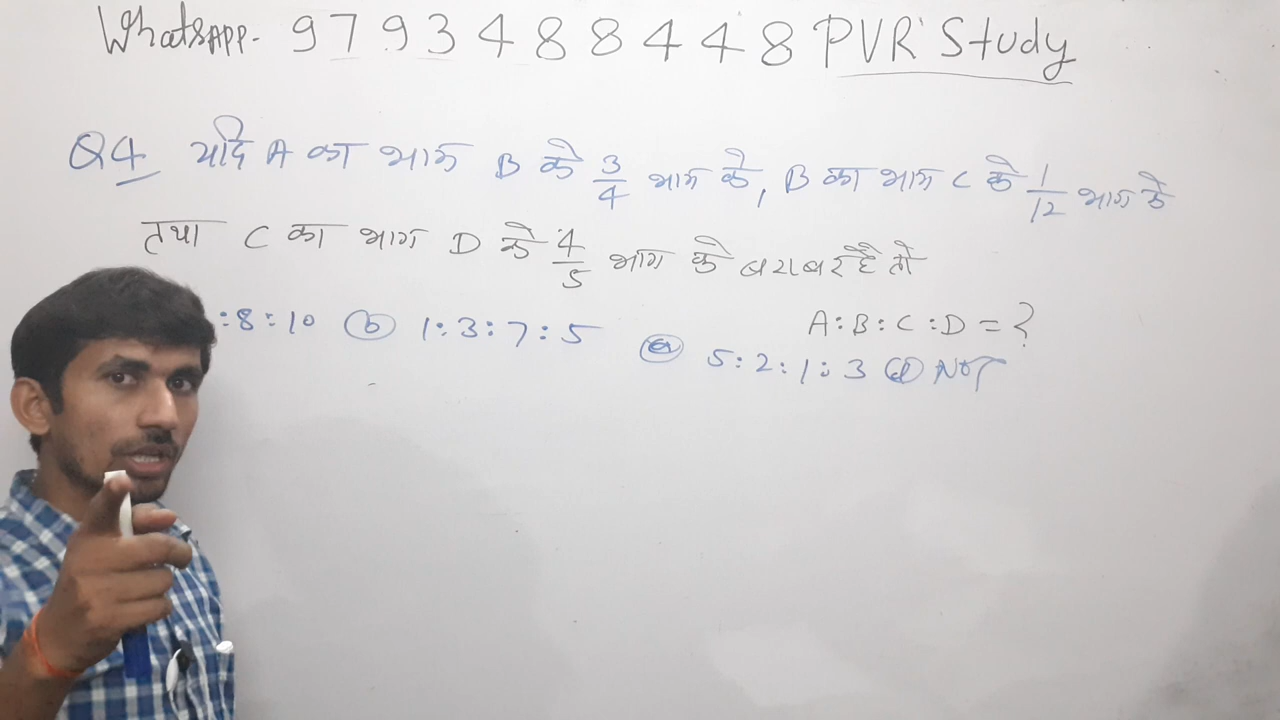 WhatsAPP- 9793488448 PVR Study
Q4 यदि A का भाग B के 3/4 भाग के, B का भाग C के 1/12 भाग के
तथा C का भाग D के 4/5 भाग के बराबर है तो
A:B:C:D = ?
:8:10 (b) 1:3:7:5
5:2:1:3 (d) NOT